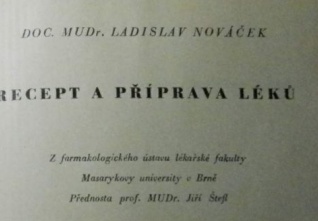 DOC. MUDr. LADISLAV NOVÁČEK
RECEPT A PŘÍPRAVA LÉKŮ
Z farmakologického ústavu lékařské fakulty
Masarykovy university v Brně
Přednosta prof. MUDr. Jiří Štefl